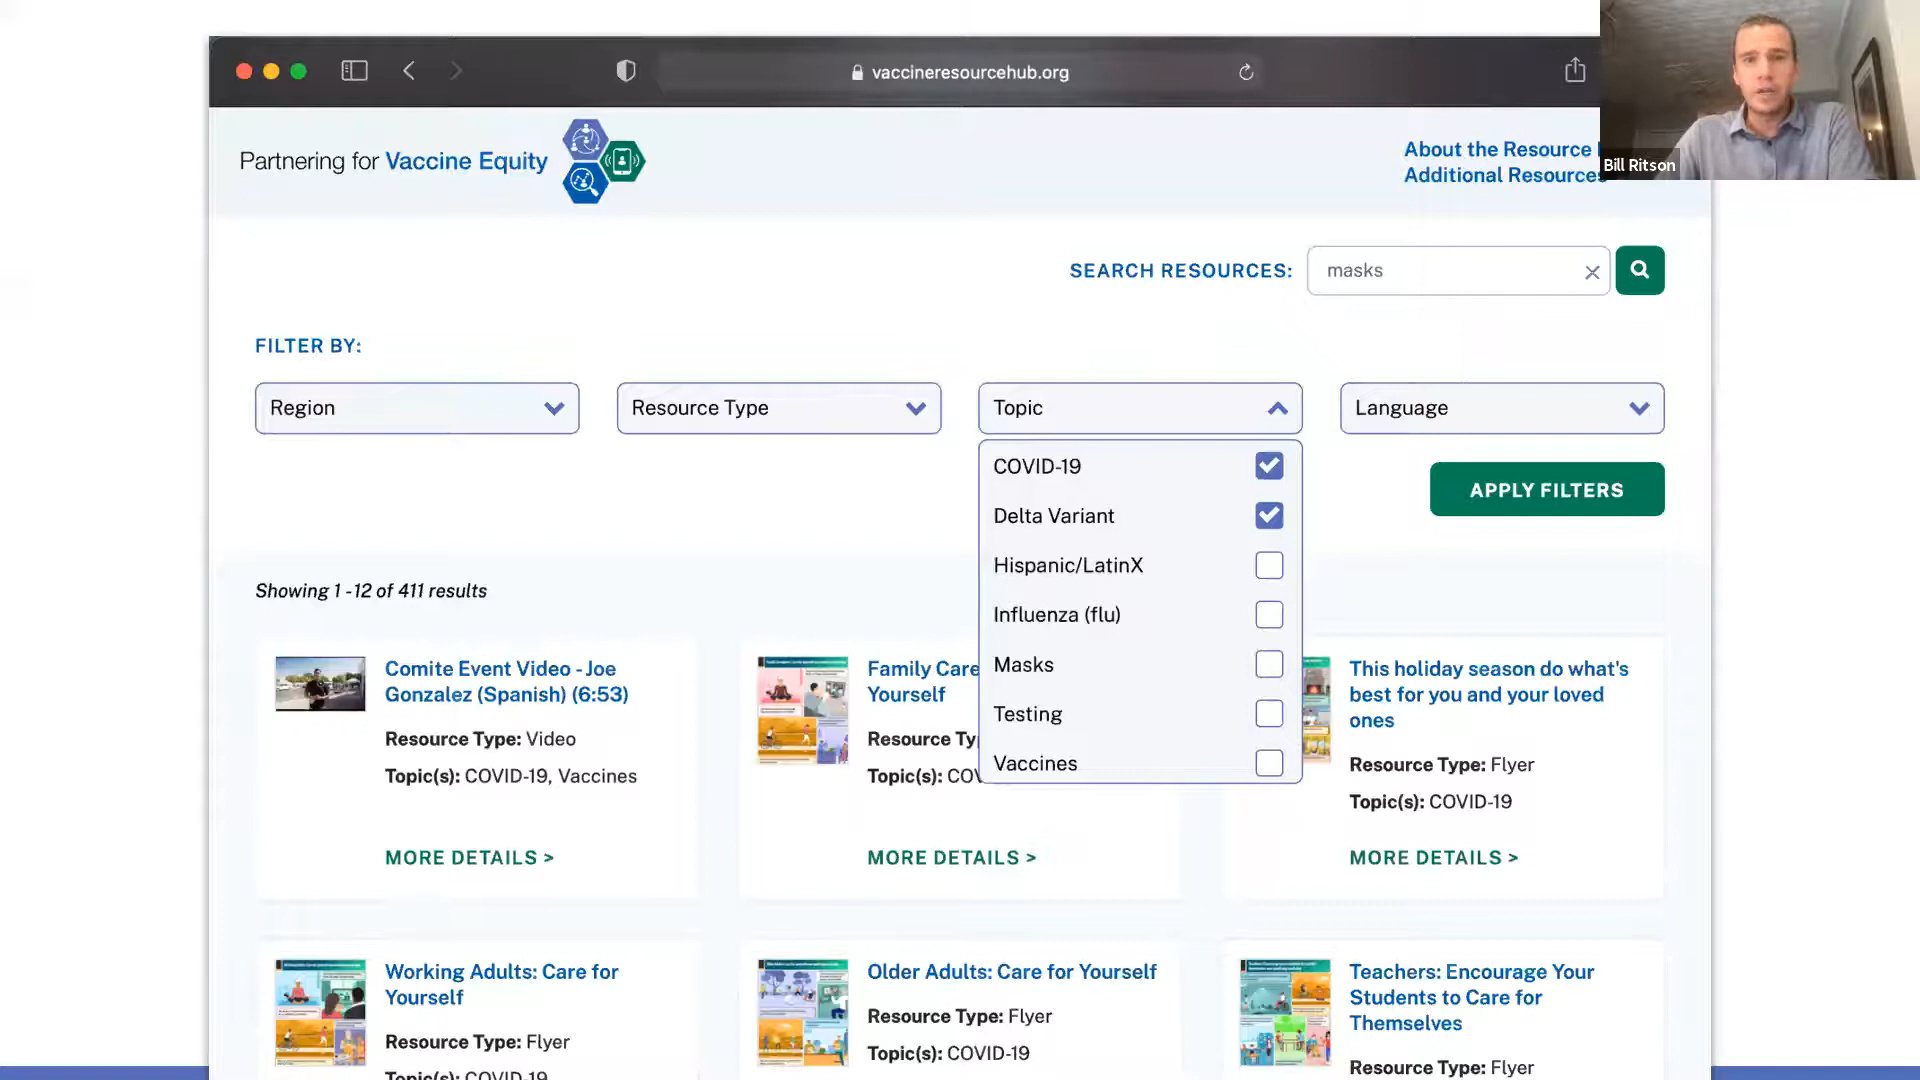 vaccineresourcehub.org
Partnering for Vaccine Equity
About the Resource
Additional Resources
Bill Ritson
SEARCH RESOURCES:
masks
FILTER BY:
Region
Resource Type
Topic
Language
COVID-19
Delta Variant
Hispanic/LatinX
Influenza (flu)
Masks
Testing
Vaccines
APPLY FILTERS
Showing 1 -12 of 411 results
Comite Event Video - Joe
Gonzalez (Spanish) (6:53)
Resource Type: Video
Topic(s): COVID-19, Vaccines
MORE DETAILS >
Family Care
Yourself
Resource Ty
Topic(s): COV
MORE DETAILS >
This holiday season do what's
best for you and your loved
ones
Resource Type: Flyer
Topic(s): COVID-19
MORE DETAILS >
Working Adults: Care for
Yourself
Resource Type: Flyer
Topic(s): COVID-19
Older Adults: Care for Yourself
Resource Type: Flyer
Topic(s): COVID-19
Teachers: Encourage Your
Students to Care for
Themselves
Resource Type: Flyer